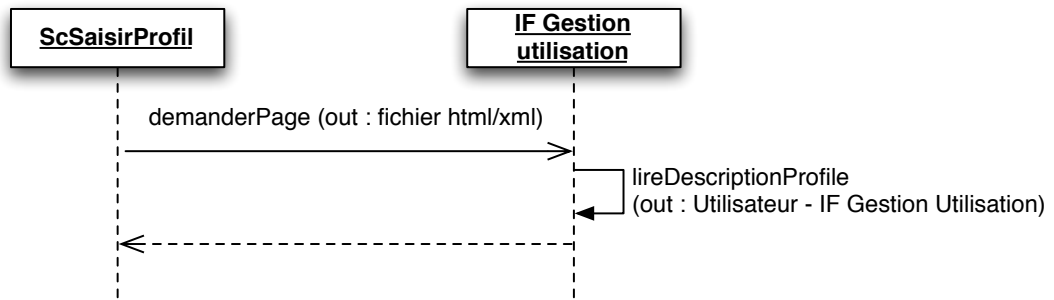 ScSaisirProfil
IF Gestion
utilisation
demanderPage (out : fichier html/xml)
lireDescriptionProfile
(out : Utilisateur - IF Gestion Utilisation)